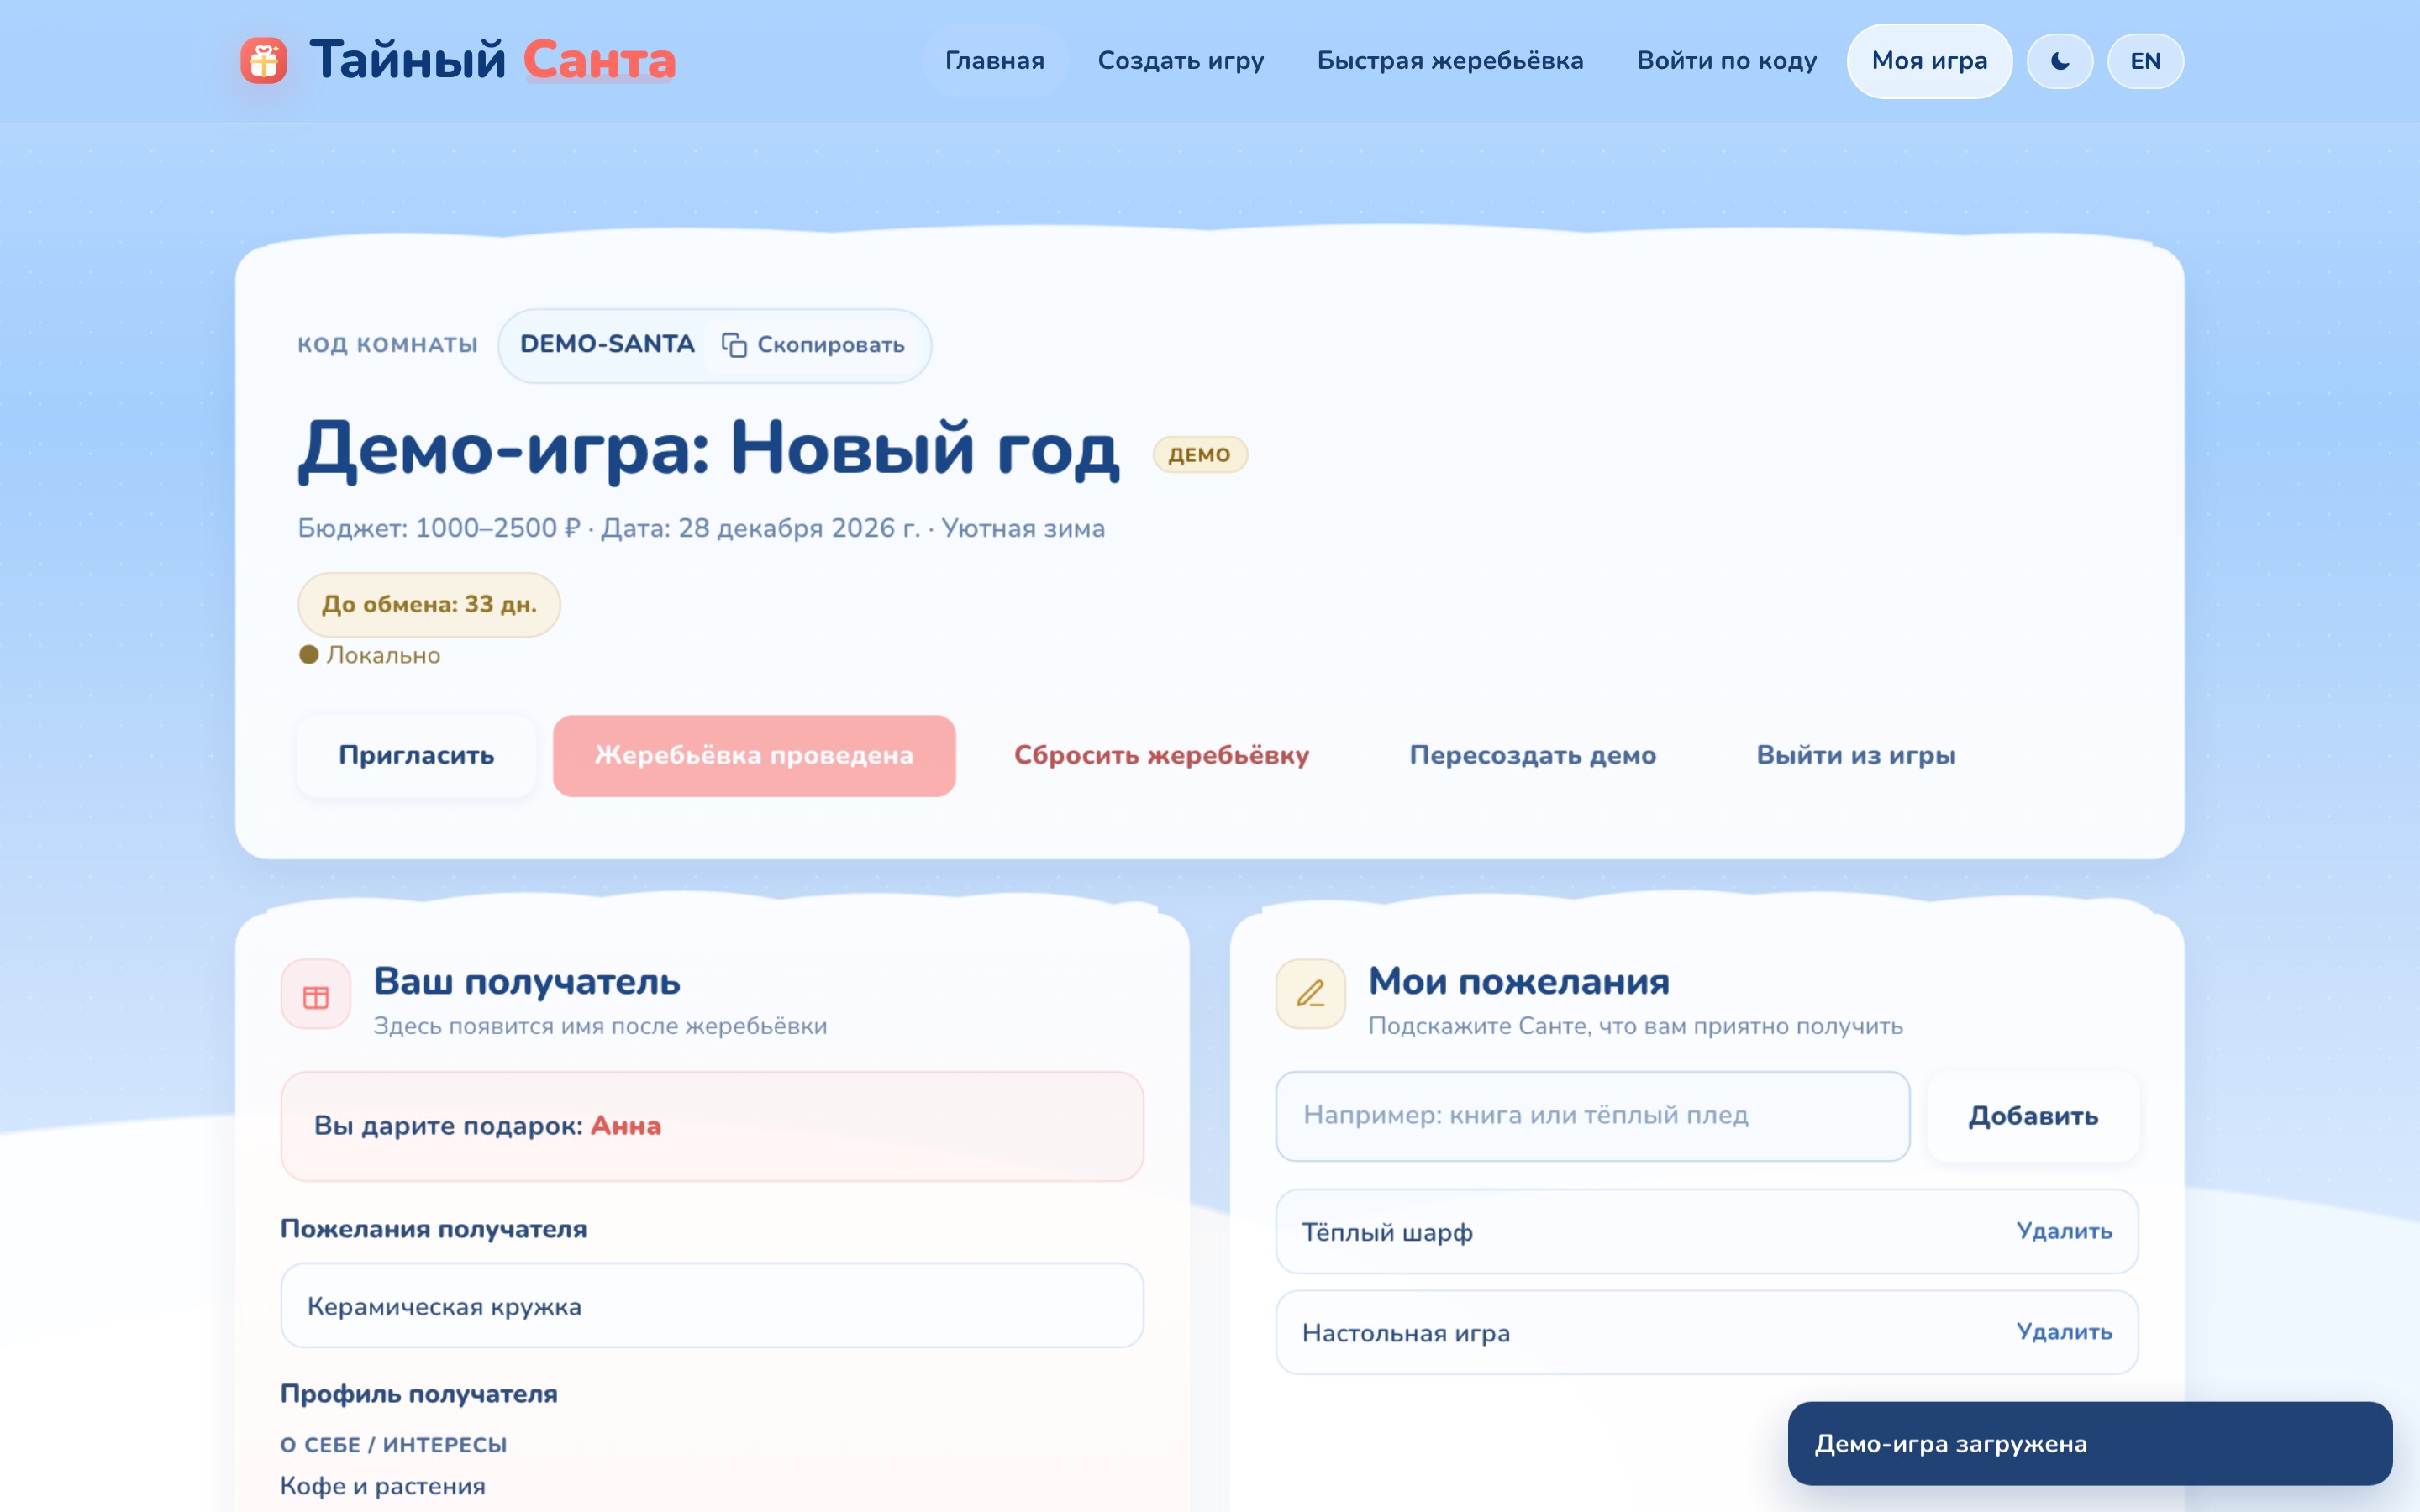 Тайный Санта
Главная
Создать игру
Быстрая жеребьёвка
Войти по коду
Моя игра
EN
КОД КОМНАТЫ
DEMO-SANTA
Скопировать
Демо-игра: Новый год
ДЕМО
Бюджет: 1000–2500 ₽ · Дата: 28 декабря 2026 г. · Уютная зима
До обмена: 33 дн.
Локально
Пригласить
Жеребьёвка проведена
Сбросить жеребьёвку
Пересоздать демо
Выйти из игры
Ваш получатель
Здесь появится имя после жеребьёвки
Вы дарите подарок: Анна
Пожелания получателя
Керамическая кружка
Профиль получателя
О СЕБЕ / ИНТЕРЕСЫ
Кофе и растения
Мои пожелания
Подскажите Санте, что вам приятно получить
Например: книга или тёплый плед
Добавить
Тёплый шарф
Удалить
Настольная игра
Удалить
Демо-игра загружена